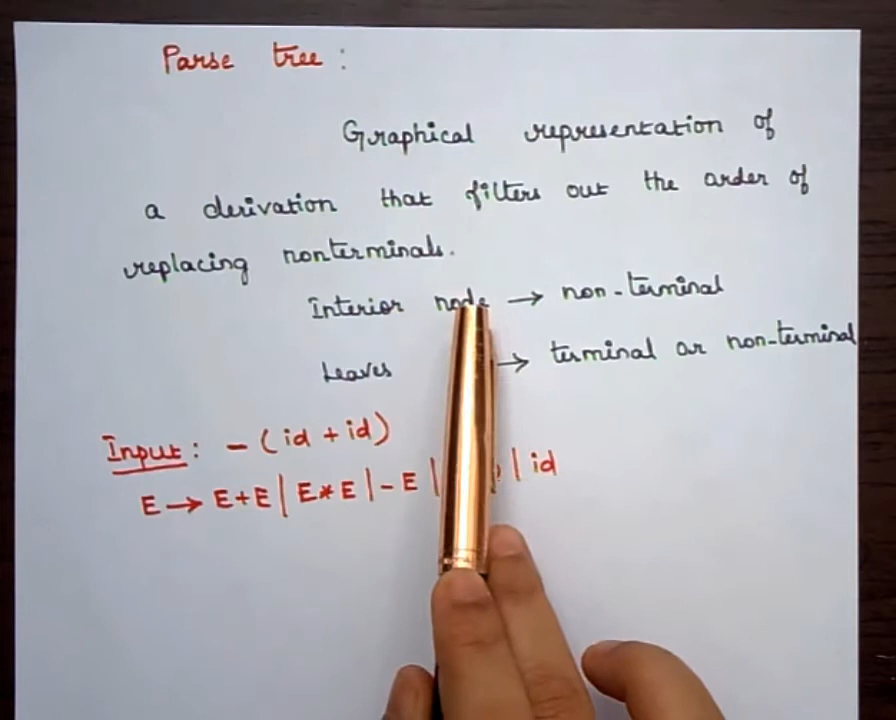 Parse tree :
Graphical representation of
a derivation that filters out the order of
replacing nonterminals.
Interior node → non-terminal
Leaves → terminal or non-terminal
Input : - (id + id)
E → E+E | E*E | -E | ) | id